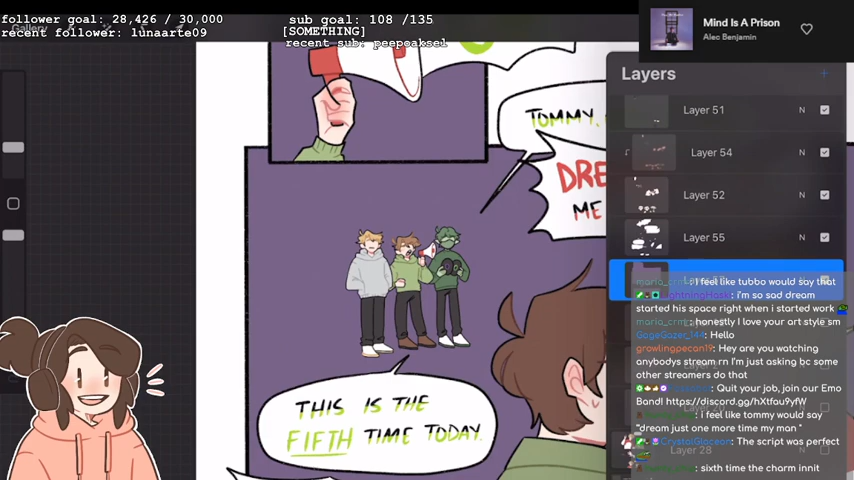 Gallery
follower goal: 28,426 / 30,000
recent follower: lunaarte09
sub goal: 108 /135
[SOMETHING]
recent sub: peepoaksel
Mind Is A Prison
Alec Benjamin
Layers
Layer 51
N
Layer 54
N
Layer 52
N
Layer 55
N
TOMMY,
DRE
ME
THIS IS THE
FIFTH TIME TODAY.
I feel like tubbo would say that
i'm so sad dream
started his space right when i started work
honestly I love your art style sm
GageGazer_144: Hello
growlingpecan19: Hey are you watching
anybodys stream rn I'm just asking bc some
other streamers do that
Quit your job, join our Emo
Band! https://discord.gg/hXtfau9yfW
i feel like tommy would say
"dream just one more time my man "
CrystalGlaceon: The script was perfect
Layer 28
sixth time the charm innit